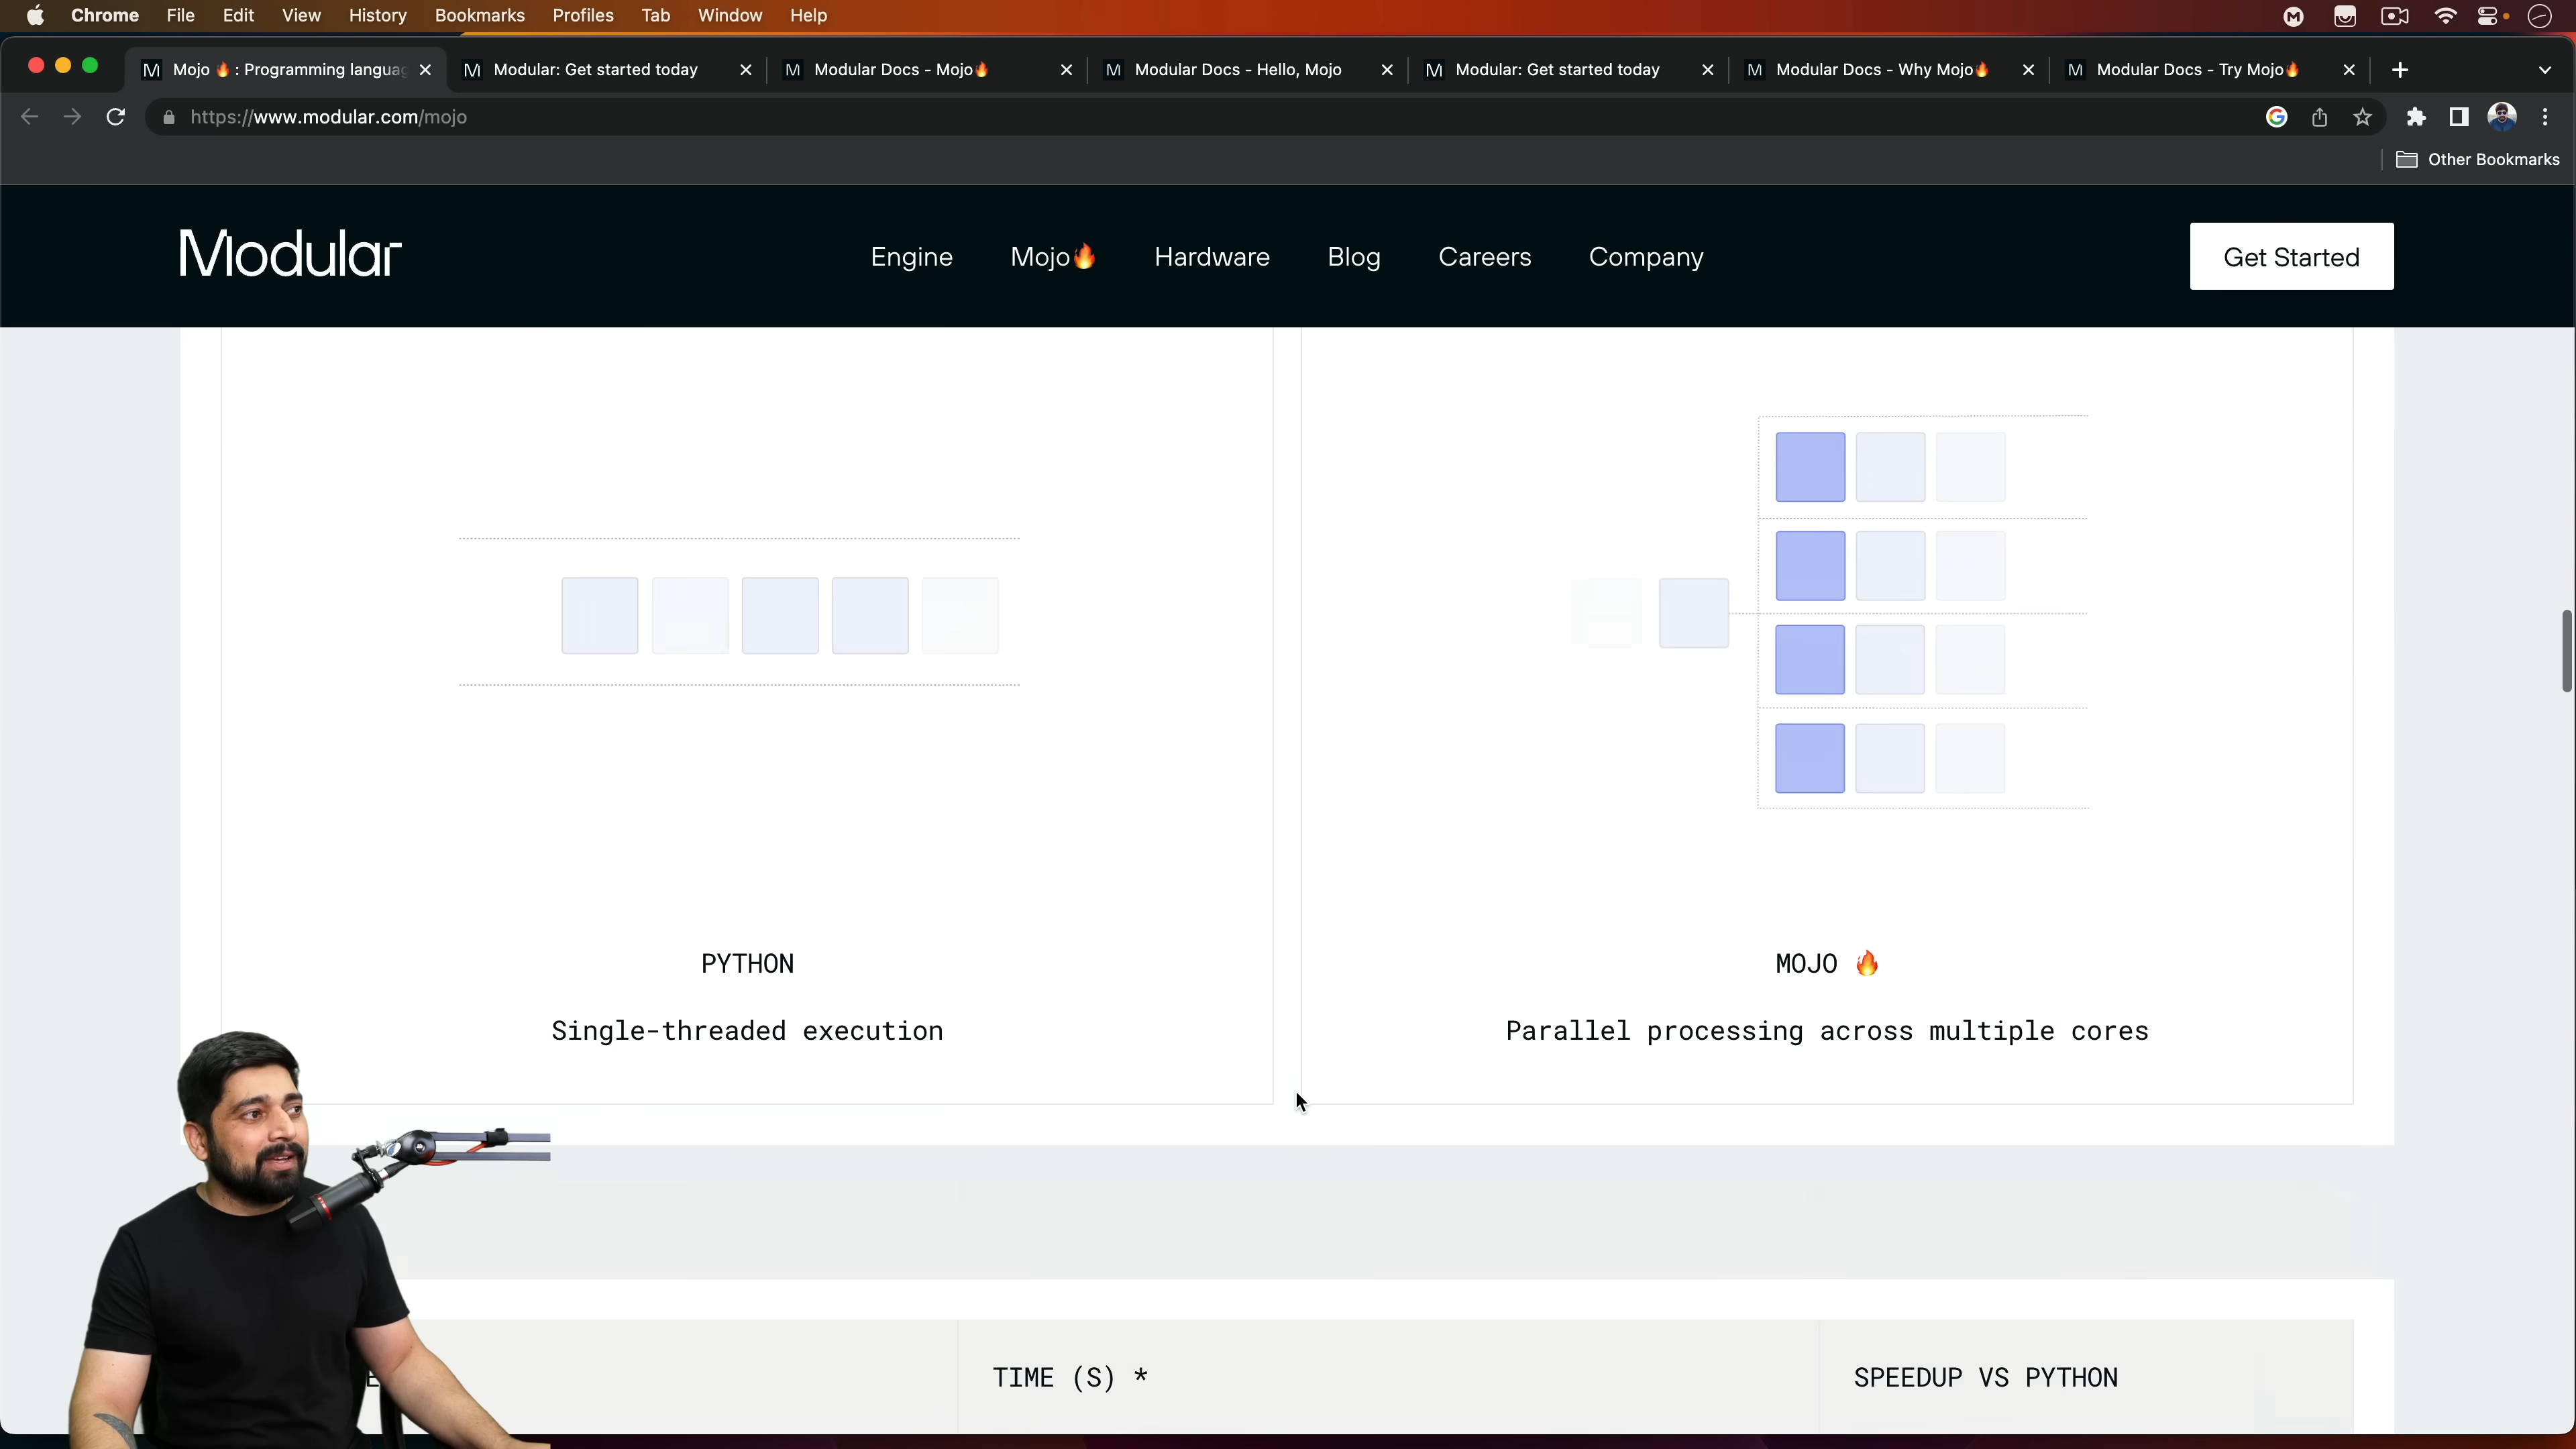 Chrome File Edit View History Bookmarks Profiles Tab Window Help
Mojo 🔥 : Programming languag Modular: Get started today Modular Docs - Mojo🔥 Modular Docs - Hello, Mojo Modular: Get started today Modular Docs - Why Mojo🔥 Modular Docs - Try Mojo🔥
https://www.modular.com/mojo
Other Bookmarks
Modular Engine Mojo🔥 Hardware Blog Careers Company Get Started
PYTHON
Single-threaded execution
MOJO 🔥
Parallel processing across multiple cores
TIME (S) * SPEEDUP VS PYTHON